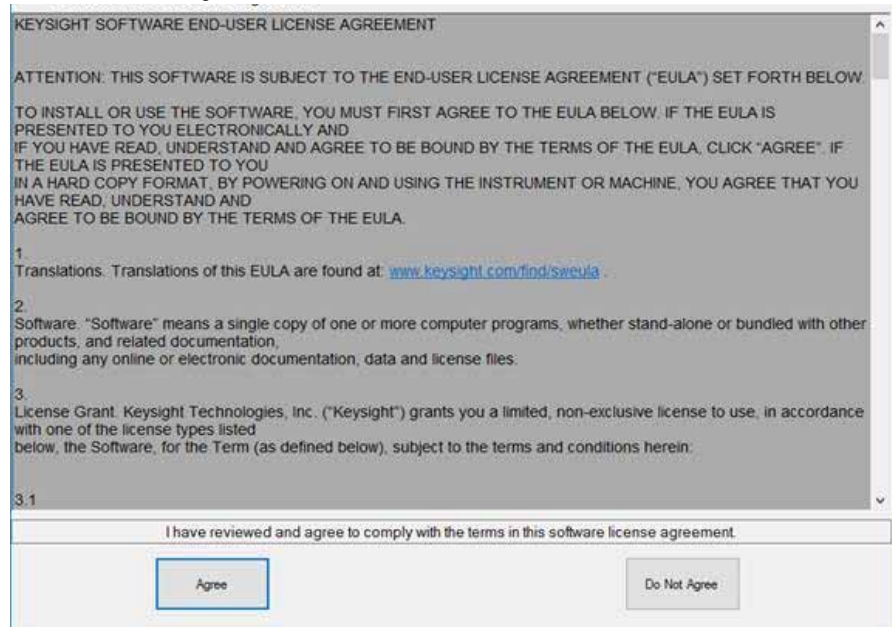 KEYSIGHT SOFTWARE END-USER LICENSE AGREEMENT
ATTENTION: THIS SOFTWARE IS SUBJECT TO THE END-USER LICENSE AGREEMENT ("EULA") SET FORTH BELOW.
TO INSTALL OR USE THE SOFTWARE, YOU MUST FIRST AGREE TO THE EULA BELOW. IF THE EULA IS
PRESENTED TO YOU ELECTRONICALLY AND
IF YOU HAVE READ, UNDERSTAND AND AGREE TO BE BOUND BY THE TERMS OF THE EULA, CLICK “AGREE”. IF
THE EULA IS PRESENTED TO YOU
IN A HARD COPY FORMAT, BY POWERING ON AND USING THE INSTRUMENT OR MACHINE, YOU AGREE THAT YOU
HAVE READ, UNDERSTAND AND
AGREE TO BE BOUND BY THE TERMS OF THE EULA.
1.
Translations. Translations of this EULA are found at: www.keysight.com/find/sweula .
2.
Software. “Software” means a single copy of one or more computer programs, whether stand-alone or bundled with other
products, and related documentation,
including any online or electronic documentation, data and license files.
3.
License Grant. Keysight Technologies, Inc. (“Keysight”) grants you a limited, non-exclusive license to use, in accordance
with one of the license types listed
below, the Software, for the Term (as defined below), subject to the terms and conditions herein:
3.1
I have reviewed and agree to comply with the terms in this software license agreement.
Agree
Do Not Agree